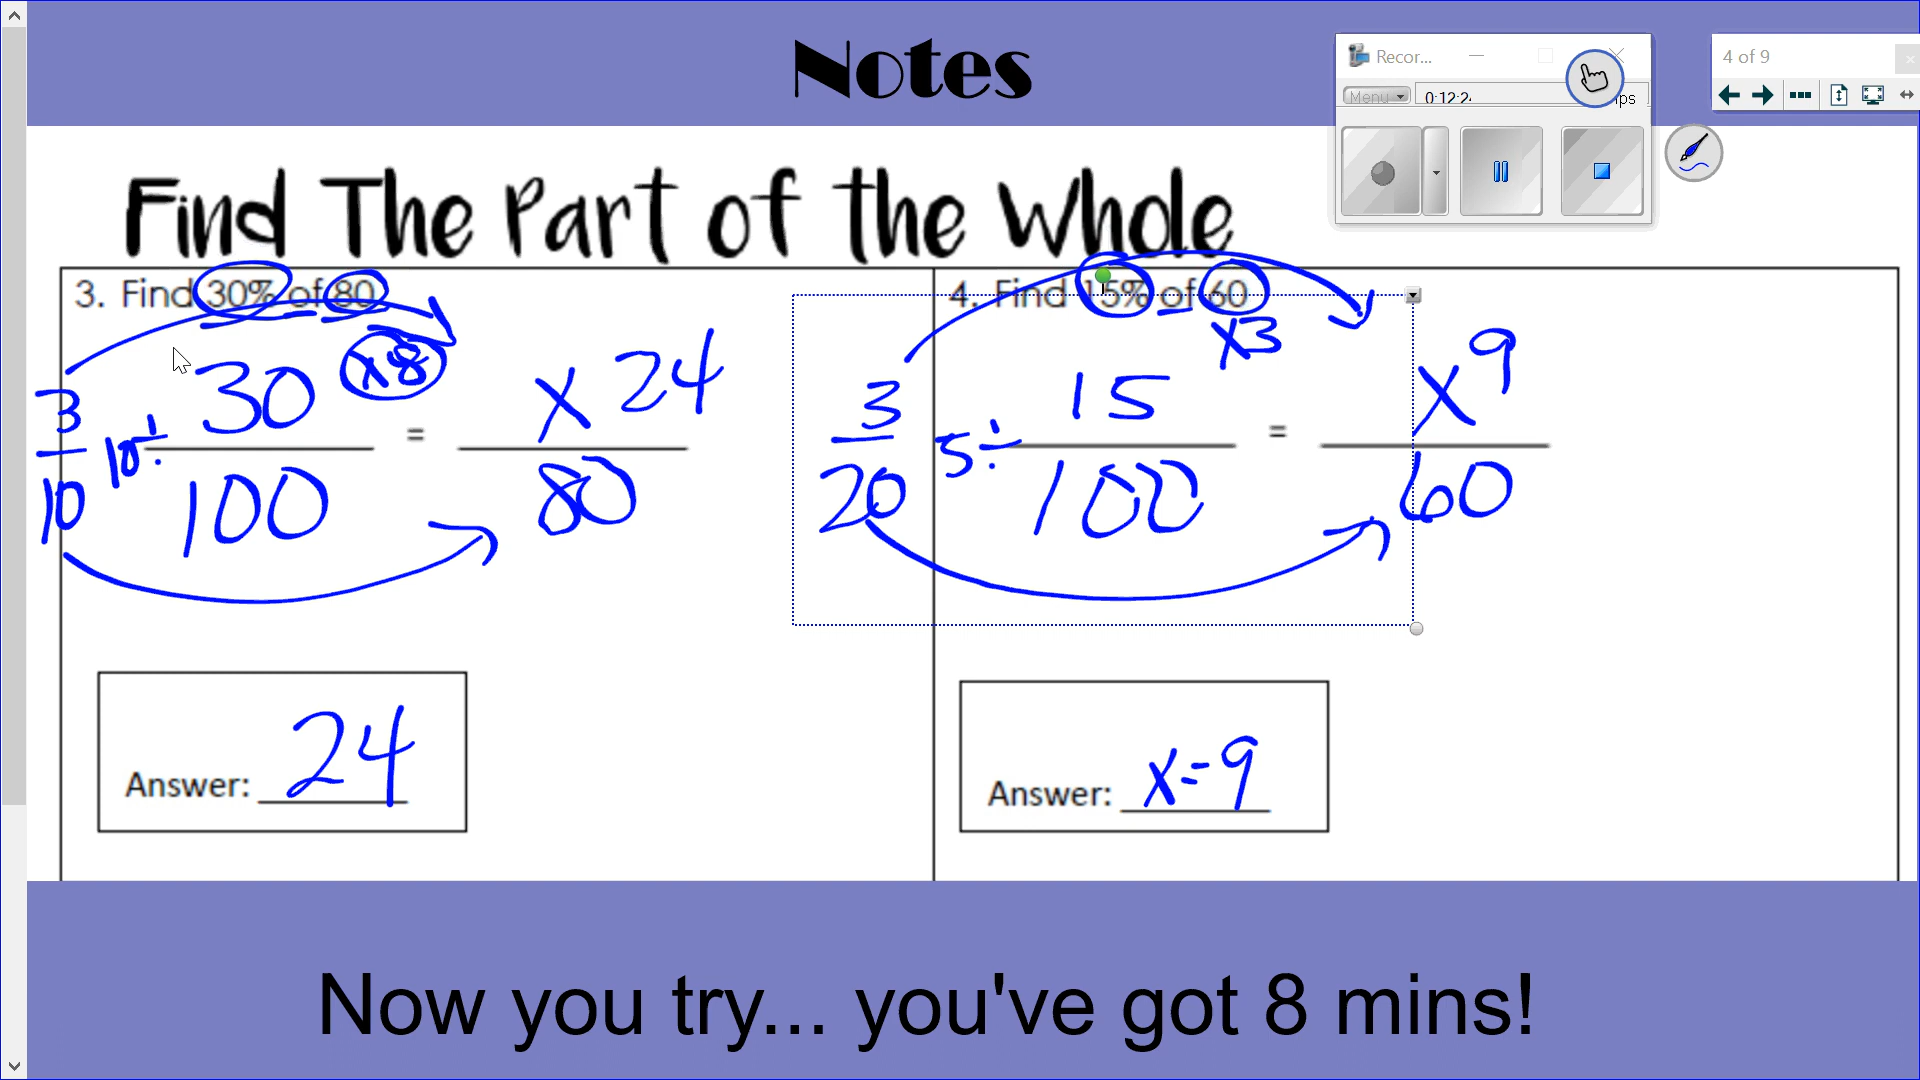 Notes
Recor...
4 of 9
Menu
0:12:24
Find The Part of the Whole
3. Find 30% of 80
4. Find 15% of 60
x8
x3
3
30
x 24
3
15
x 9
10 ÷
=
5 ÷
=
10
100
80
20
100
60
Answer: 24
Answer: x=9
Now you try... you've got 8 mins!